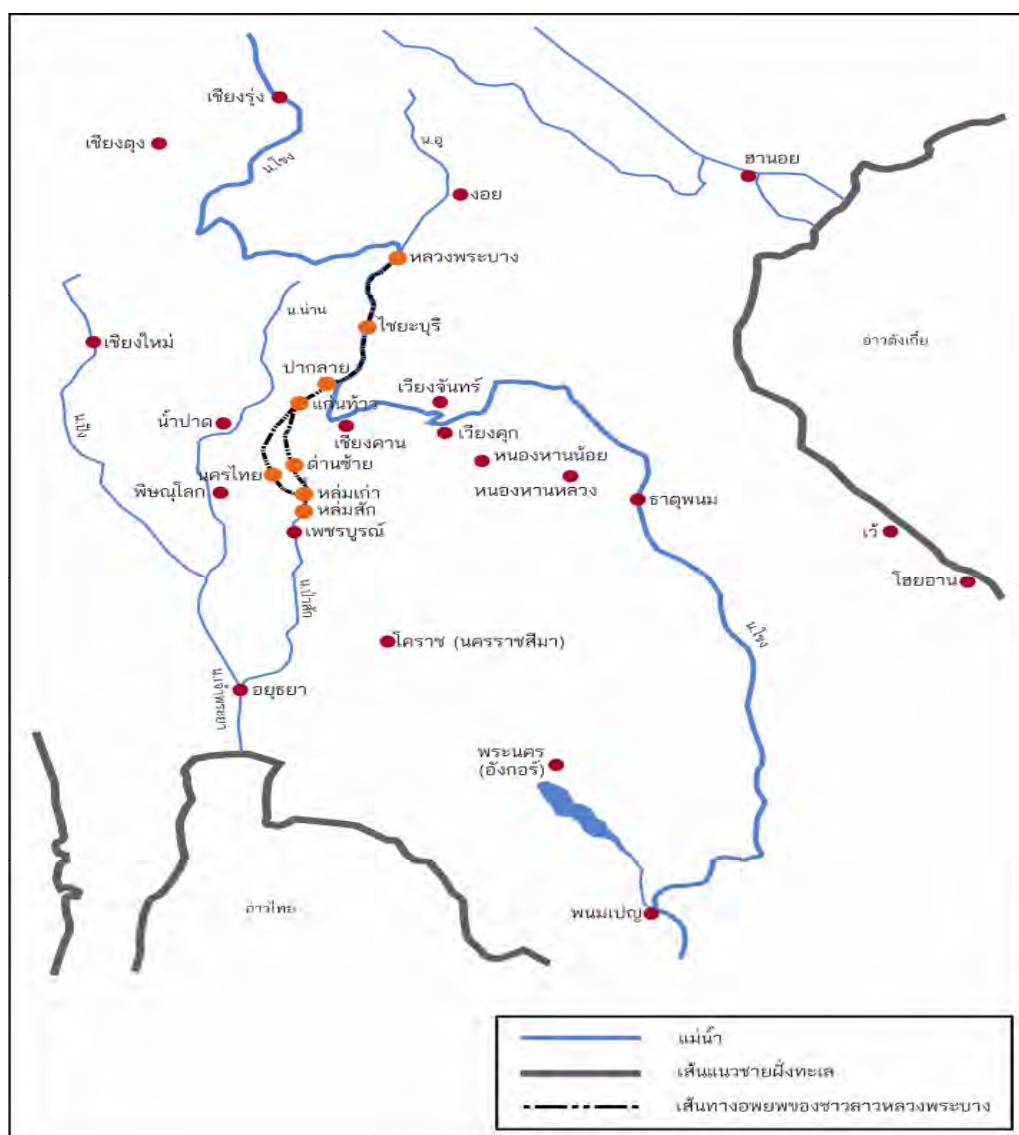 เชียงรุ่ง
เชียงตุง
น.โขง
น.อู
งอย
ฮานอย
หลวงพระบาง
น.น่าน
ไชยะบุรี
เชียงใหม่
อ่าวตังเกี๋ย
ปากลาย
เวียงจันทร์
แก่นท้าว
น.ปิง
น้ำปาด
เชียงคาน
เวียงคุก
หนองหานน้อย
ด่านซ้าย
นครไทย
หนองหานหลวง
พิษณุโลก
หล่มเก่า
ธาตุพนม
หล่มสัก
เพชรบูรณ์
เว้
โฮยอาน
น.ป่าสัก
น.โขง
โคราช (นครราชสีมา)
อยุธยา
น.เจ้าพระยา
พระนคร
(อังกอร์)
อ่าวไทย
พนมเปญ
แม่น้ำ
เส้นแนวชายฝั่งทะเล
เส้นทางอพยพของชาวลาวหลวงพระบาง